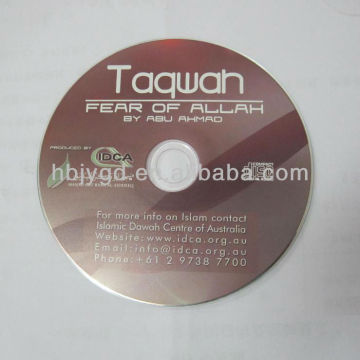 Taqwah
FEAR OF ALLAH
BY ABU AHMAD
PRODUCED BY
IDCA
COMPACT
disc
hbjygd.en.alibaba.com
For more info on Islam contact
Islamic Dawah Centre of Australia
Website:www.idca.org.au
Email:info@idca.org.au
Phone:+61 2 9738 7700